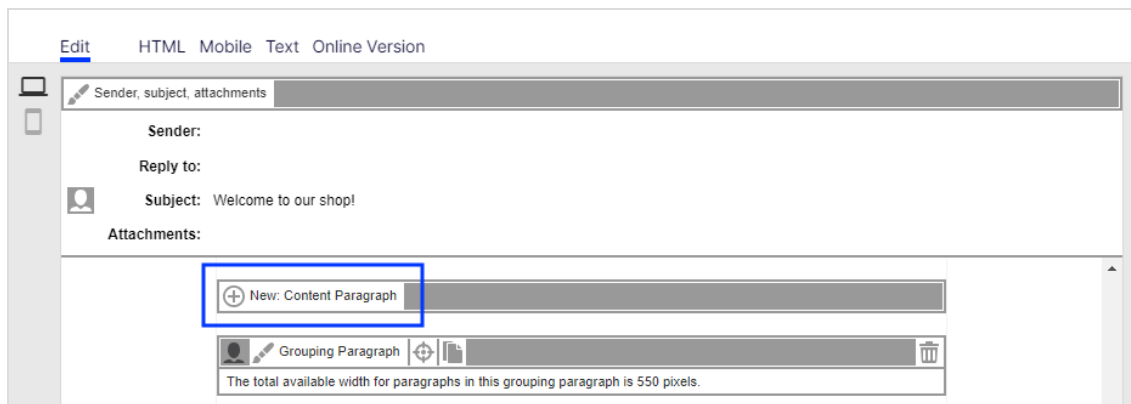 Edit HTML Mobile Text Online Version
Sender, subject, attachments
Sender:
Reply to:
Subject: Welcome to our shop!
Attachments:
New: Content Paragraph
Grouping Paragraph
The total available width for paragraphs in this grouping paragraph is 550 pixels.